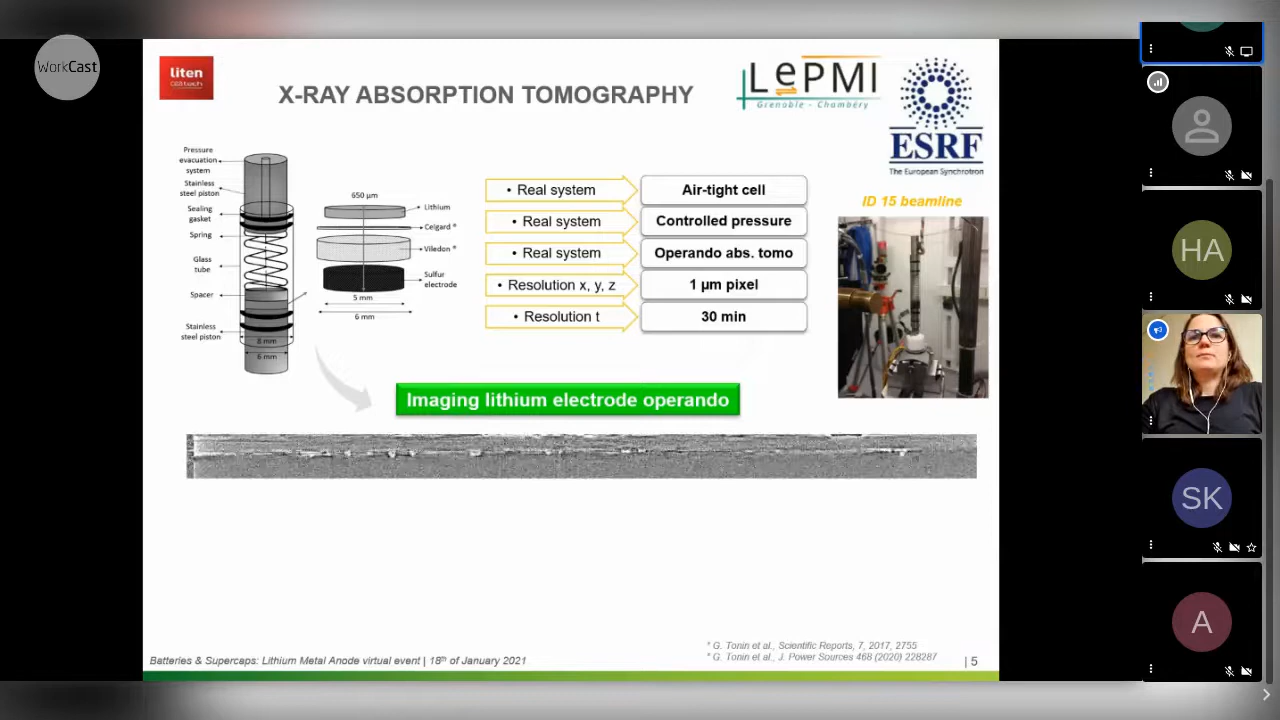 WorkCast
liten
ceatech
X-RAY ABSORPTION TOMOGRAPHY
LEPMI
Grenoble - Chambéry
ESRF
The European Synchrotron
Pressure
evacuation
system
Stainless
steel piston
Sealing
gasket
Spring
Glass
tube
Spacer
Stainless
steel piston
8 mm
6 mm
650 µm
Lithium
Celgard ®
Viledon ®
Sulfur
electrode
5 mm
6 mm
• Real system
Air-tight cell
• Real system
Controlled pressure
• Real system
Operando abs. tomo
• Resolution x, y, z
1 µm pixel
• Resolution t
30 min
ID 15 beamline
Imaging lithium electrode operando
* G. Tonin et al., Scientific Reports, 7, 2017, 2755
* G. Tonin et al., J. Power Sources 468 (2020) 228287
Batteries & Supercaps: Lithium Metal Anode virtual event | 18th of January 2021
| 5
HA
SK
A